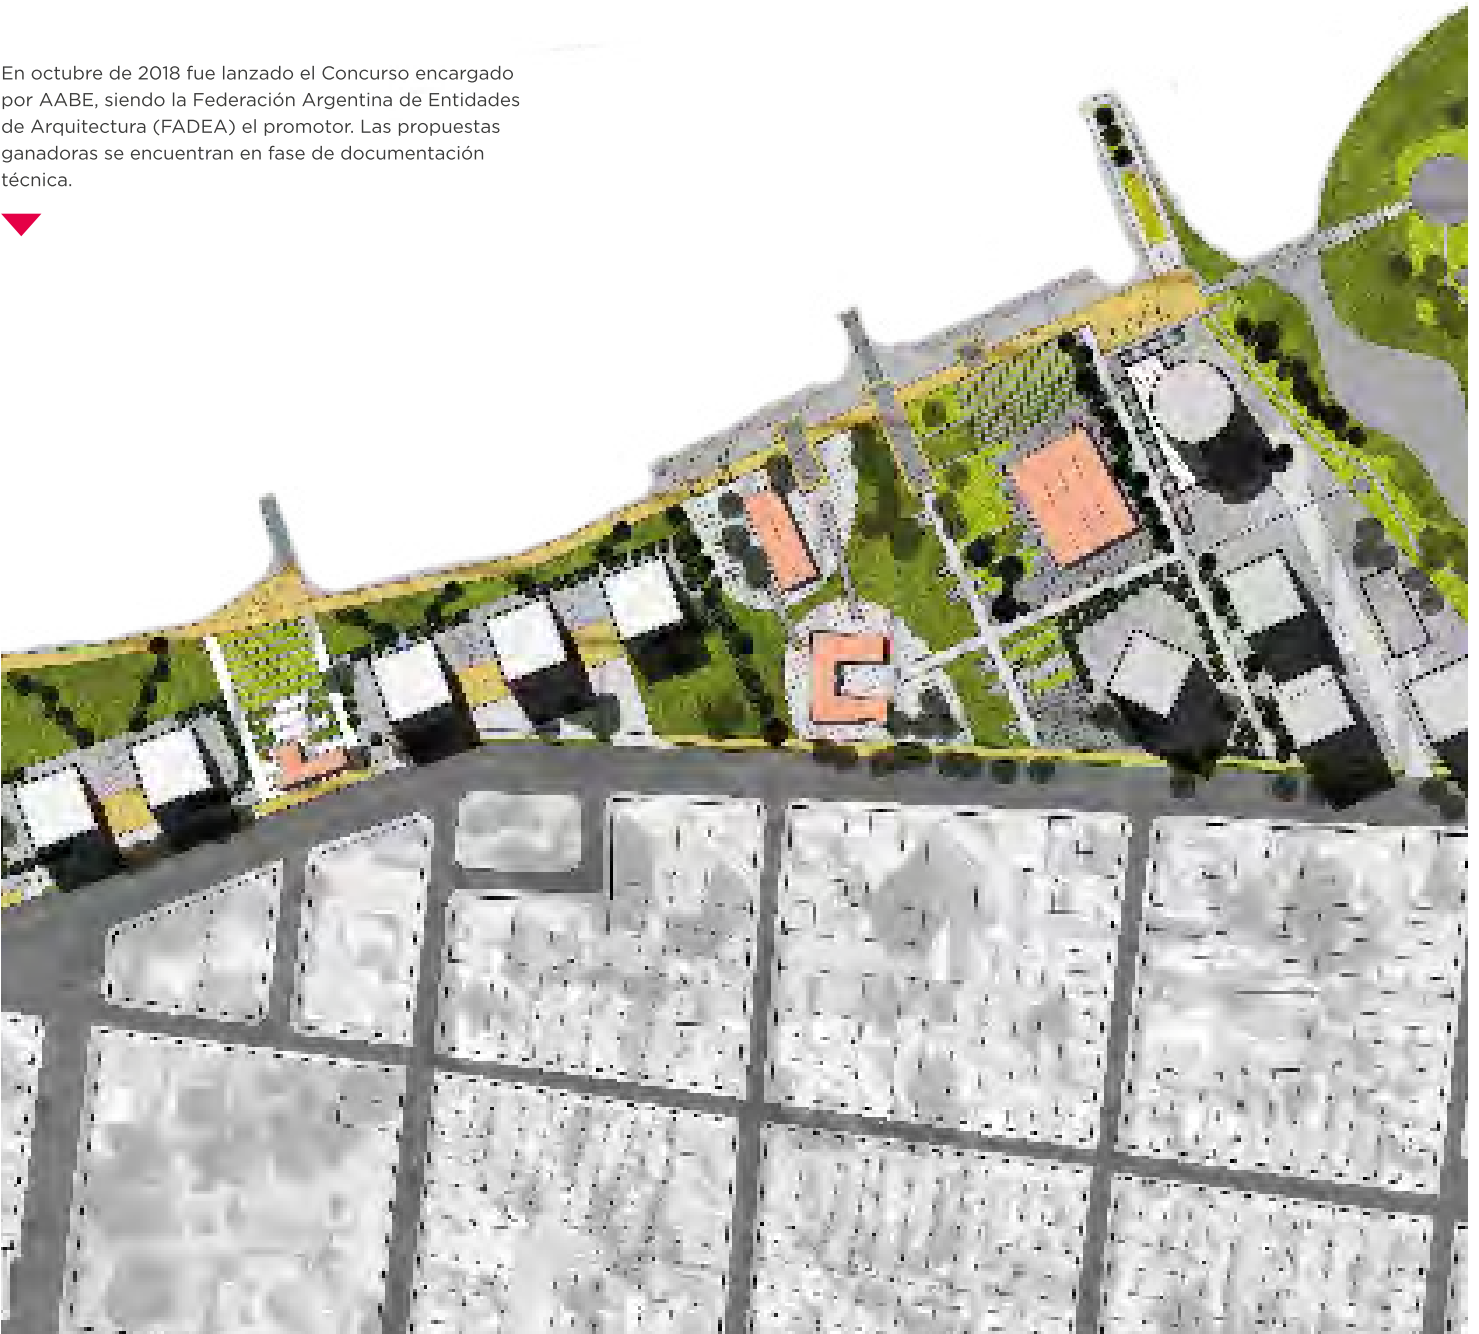 En octubre de 2018 fue lanzado el Concurso encargado
por AABE, siendo la Federación Argentina de Entidades
de Arquitectura (FADEA) el promotor. Las propuestas
ganadoras se encuentran en fase de documentación
técnica.